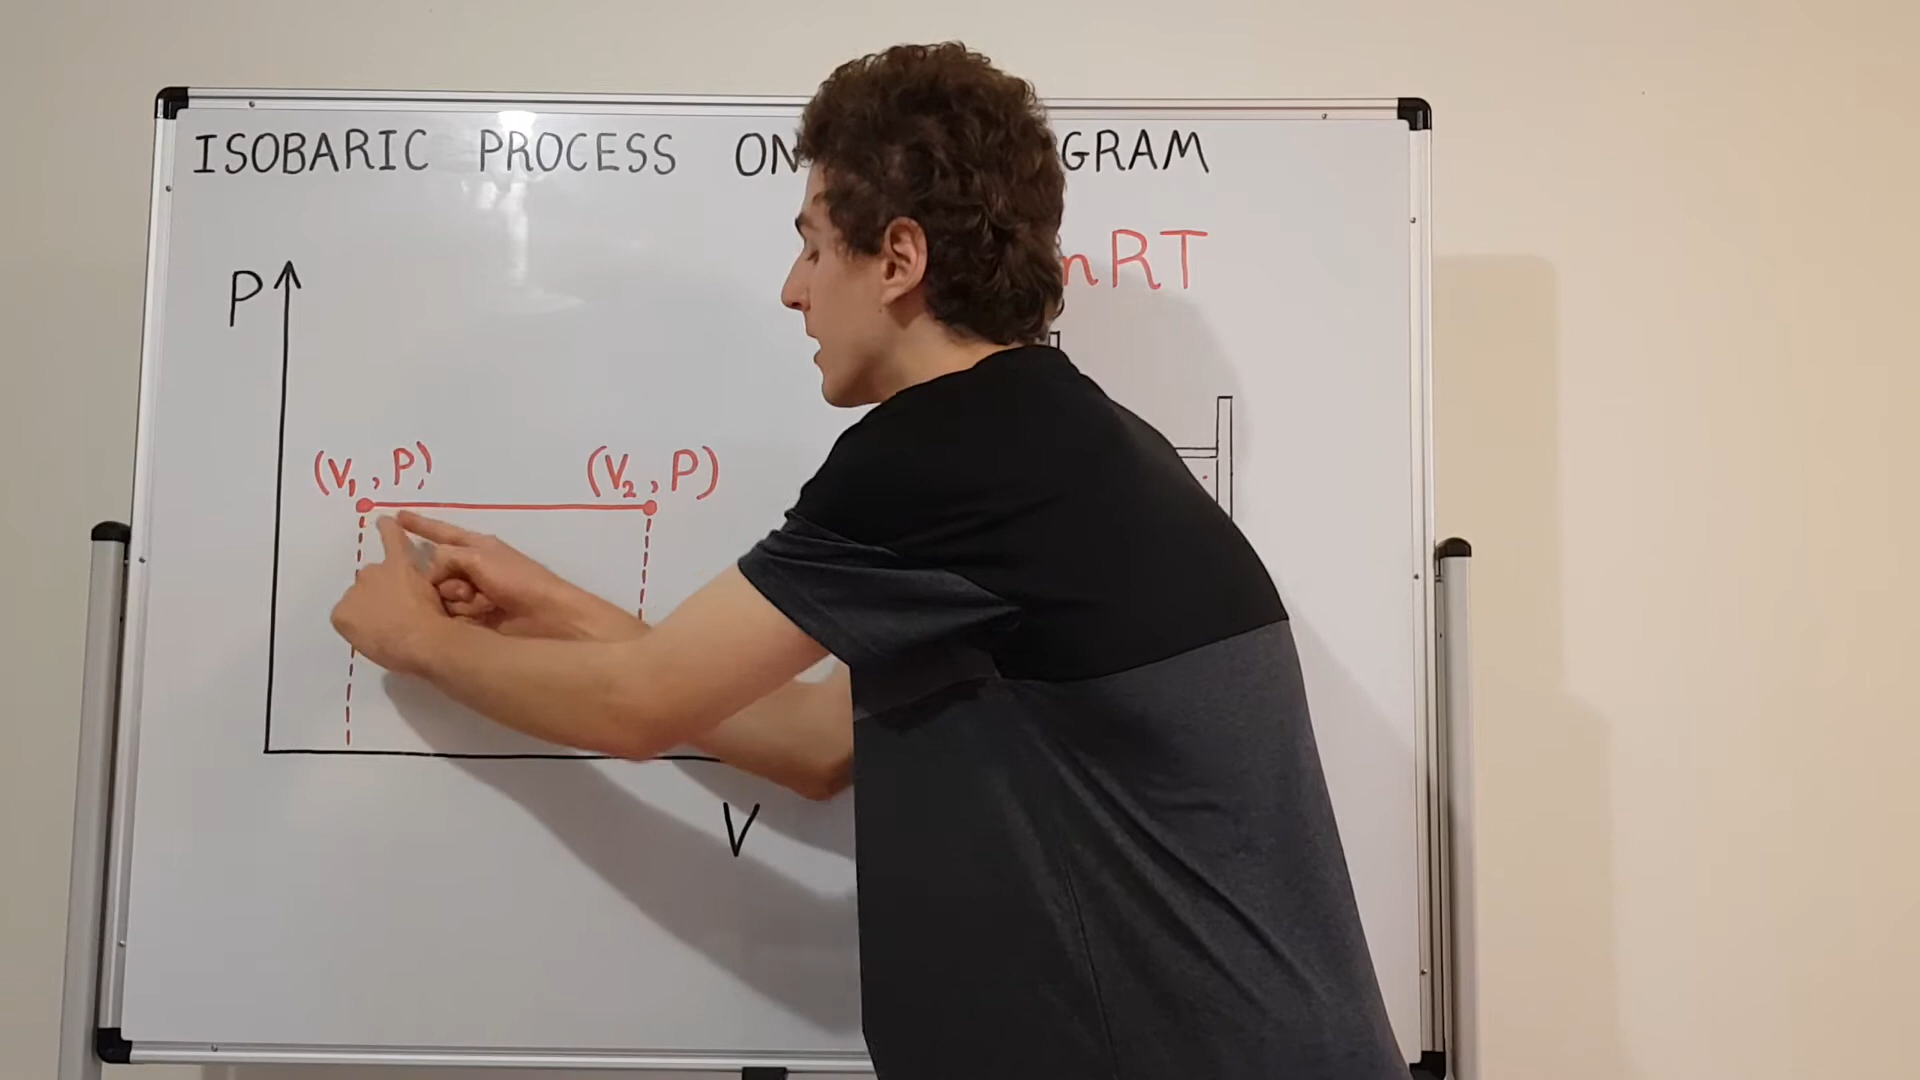 ISOBARIC PROCESS ON GRAM
nRT
P
(V₁, P) (V₂, P)
V